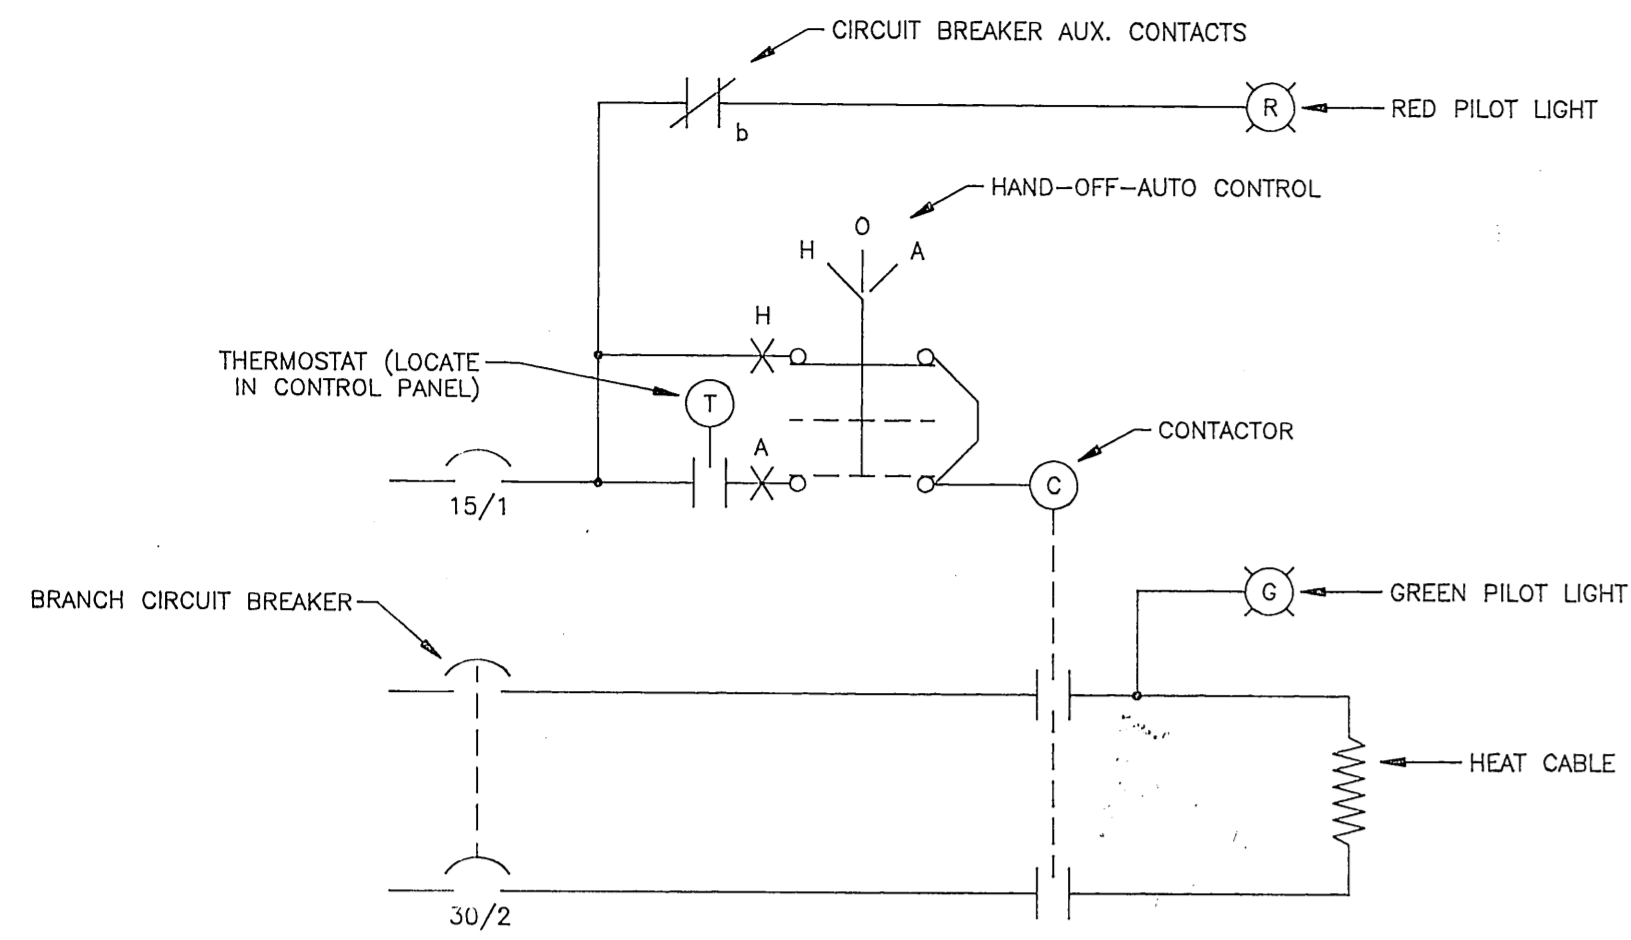 CIRCUIT BREAKER AUX. CONTACTS
R
RED PILOT LIGHT
b
HAND-OFF-AUTO CONTROL
O
H
A
H
THERMOSTAT (LOCATE
IN CONTROL PANEL)
T
A
CONTACTOR
C
15/1
G
GREEN PILOT LIGHT
BRANCH CIRCUIT BREAKER
HEAT CABLE
30/2